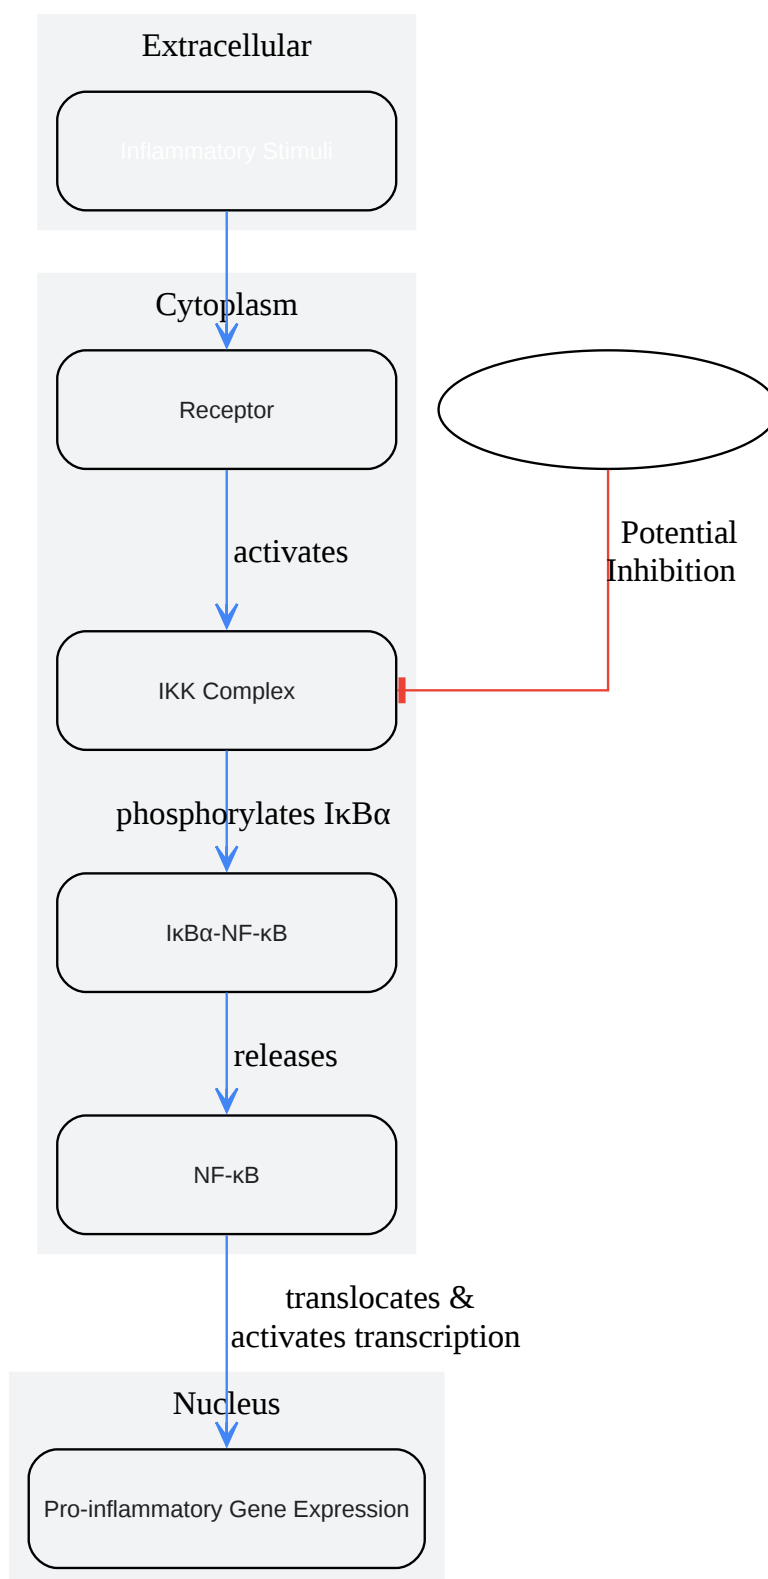 Extracellular
Inflammatory Stimuli
Cytoplasm
Receptor
activates
Potential
Inhibition
IKK Complex
phosphorylates IκBα
IκBα-NF-κB
releases
NF-κB
translocates &
activates transcription
Nucleus
Pro-inflammatory Gene Expression